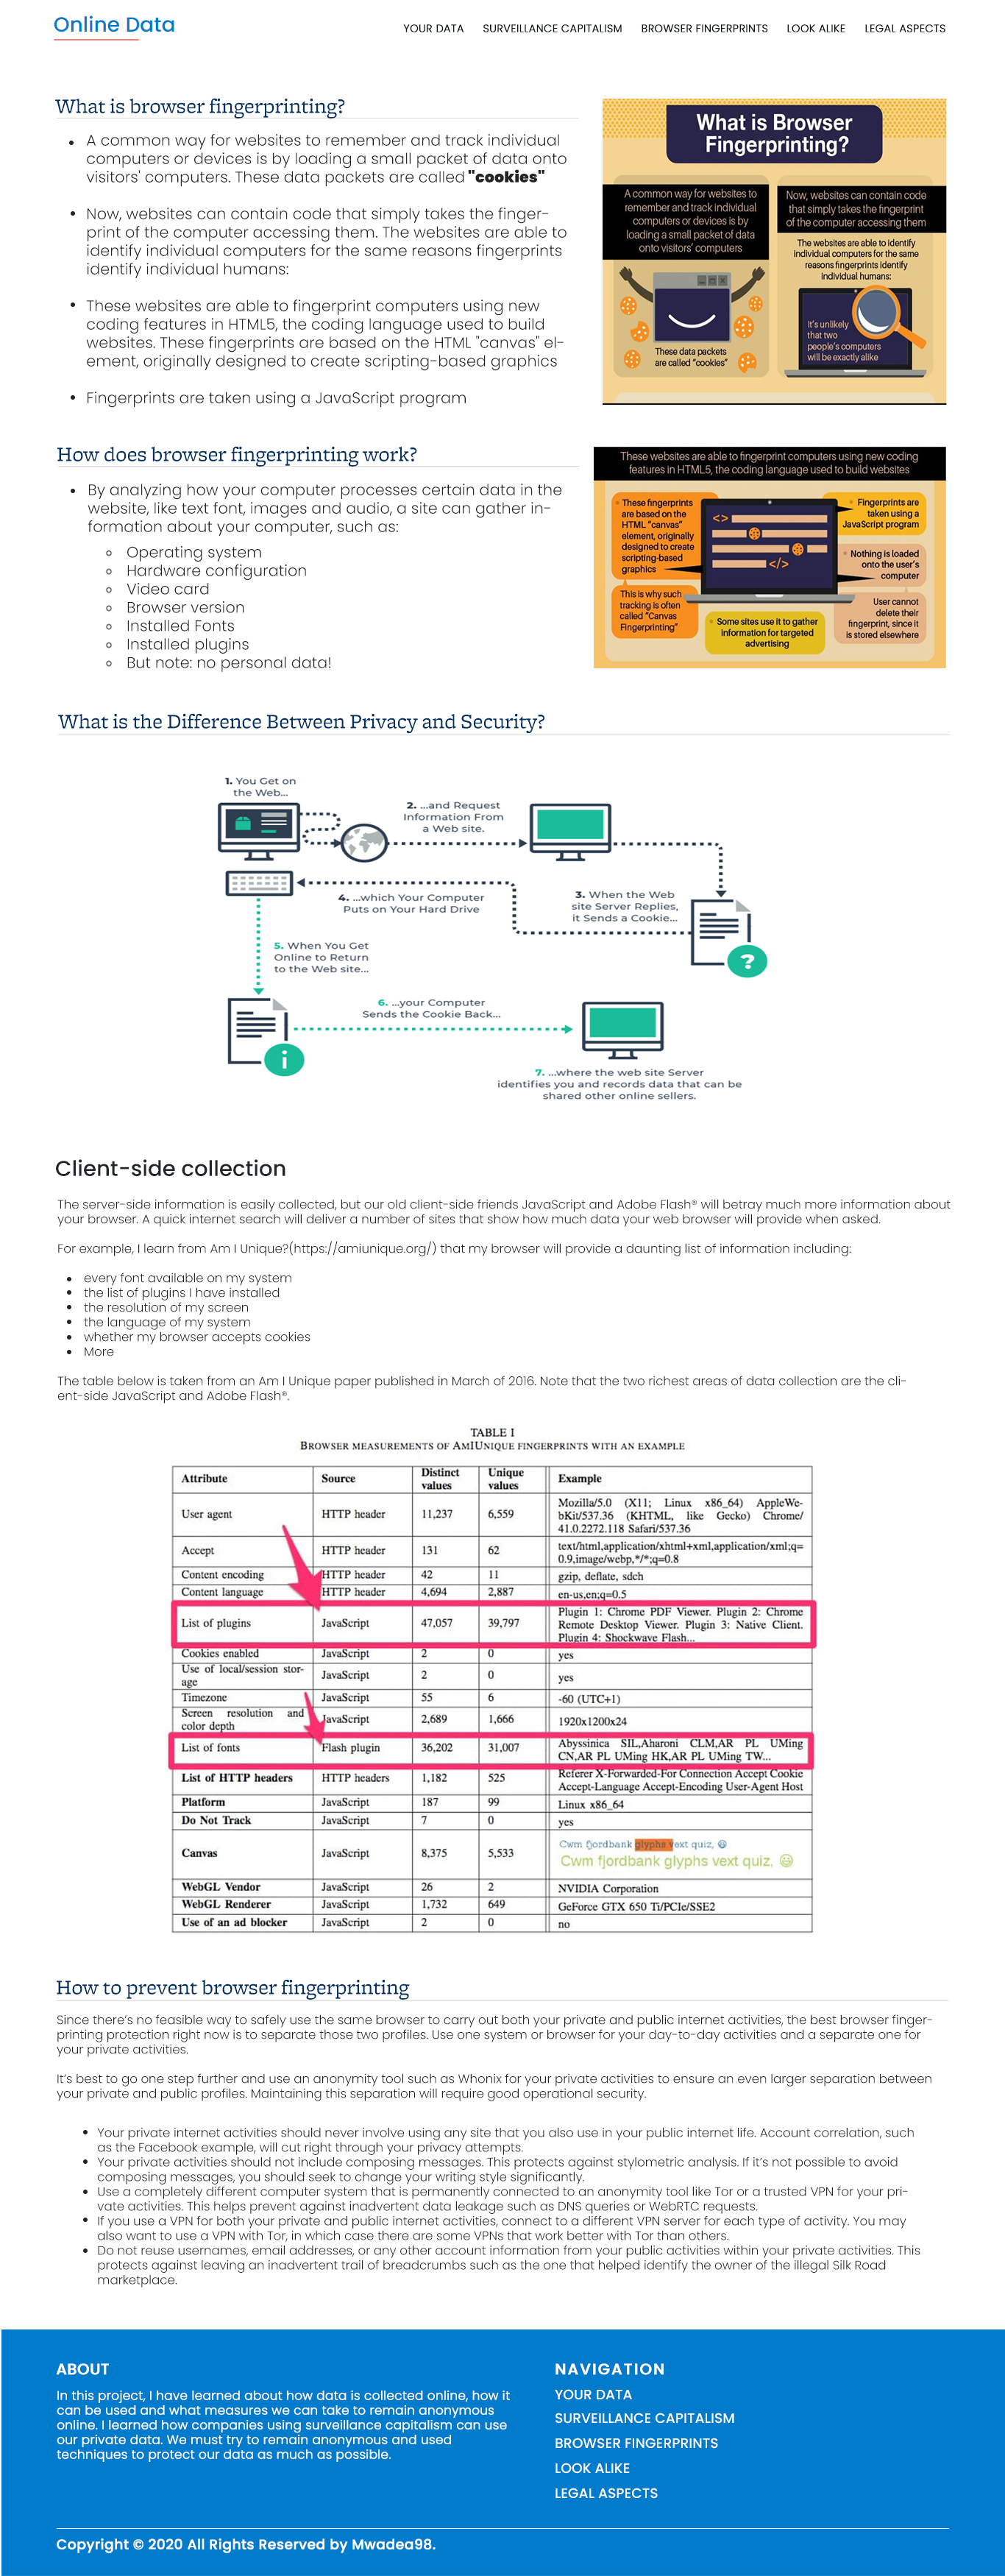 Online Data
YOUR DATA SURVEILLANCE CAPITALISM BROWSER FINGERPRINTS LOOK ALIKE LEGAL ASPECTS
What is browser fingerprinting?
• A common way for websites to remember and track individual
computers or devices is by loading a small packet of data onto
visitors' computers. These data packets are called "cookies"
• Now, websites can contain code that simply takes the finger-
print of the computer accessing them. The websites are able to
identify individual computers for the same reasons fingerprints
identify individual humans:
• These websites are able to fingerprint computers using new
coding features in HTML5, the coding language used to build
websites. These fingerprints are based on the HTML "canvas" el-
ement, originally designed to create scripting-based graphics
• Fingerprints are taken using a JavaScript program
What is Browser
Fingerprinting?
A common way for websites to
remember and track individual
computers or devices is by
loading a small packet of data
onto visitors' computers
These data packets
are called "cookies"
Now, websites can contain code
that simply takes the fingerprint
of the computer accessing them
The websites are able to identify
individual computers for the same
reasons fingerprints identify
individual humans:
It's unlikely
that two
people's computers
will be exactly alike
How does browser fingerprinting work?
• By analyzing how your computer processes certain data in the
website, like text font, images and audio, a site can gather in-
formation about your computer, such as:
Operating system
Hardware configuration
Video card
Browser version
Installed Fonts
Installed plugins
But note: no personal data!
These websites are able to fingerprint computers using new coding
features in HTML5, the coding language used to build websites
• These fingerprints
are based on the
HTML "canvas"
element, originally
designed to create
scripting-based
graphics
This is why such
tracking is often
called "Canvas
Fingerprinting"
<>
</>
• Fingerprints are
taken using a
JavaScript program
• Nothing is loaded
onto the user's
computer
User cannot
delete their
fingerprint, since it
is stored elsewhere
• Some sites use it to gather
information for targeted
advertising
What is the Difference Between Privacy and Security?
1. You Get on
the Web...
2. ...and Request
Information From
a Web site.
3. When the Web
site Server Replies,
it Sends a Cookie...
4. ...which Your Computer
Puts on Your Hard Drive
?
5. When You Get
Online to Return
to the Web site...
6. ...your Computer
Sends the Cookie Back...
i
7. ...where the web site Server
identifies you and records data that can be
shared other online sellers.
Client-side collection
The server-side information is easily collected, but our old client-side friends JavaScript and Adobe Flash® will betray much more information about
your browser. A quick internet search will deliver a number of sites that show how much data your web browser will provide when asked.
For example, I learn from Am I Unique?(https://amiunique.org/) that my browser will provide a daunting list of information including:
• every font available on my system
• the list of plugins I have installed
• the resolution of my screen
• the language of my system
• whether my browser accepts cookies
• More
The table below is taken from an Am I Unique paper published in March of 2016. Note that the two richest areas of data collection are the cli-
ent-side JavaScript and Adobe Flash®.
TABLE I
BROWSER MEASUREMENTS OF AMIUNIQUE FINGERPRINTS WITH AN EXAMPLE
Attribute Source Distinct values Unique values Example
User agent HTTP header 11,237 6,559 Mozilla/5.0 (X11; Linux x86_64) AppleWe-
bKit/537.36 (KHTML, like Gecko) Chrome/
41.0.2272.118 Safari/537.36
Accept HTTP header 131 62 text/html,application/xhtml+xml,application/xml;q=
0.9,image/webp,*/*;q=0.8
Content encoding HTTP header 42 11 gzip, deflate, sdch
Content language HTTP header 4,694 2,887 en-us,en;q=0.5
List of plugins JavaScript 47,057 39,797 Plugin 1: Chrome PDF Viewer. Plugin 2: Chrome
Remote Desktop Viewer. Plugin 3: Native Client.
Plugin 4: Shockwave Flash...
Cookies enabled JavaScript 2 0 yes
Use of local/session stor-
age JavaScript 2 0 yes
Timezone JavaScript 55 6 -60 (UTC+1)
Screen resolution and
color depth JavaScript 2,689 1,666 1920x1200x24
List of fonts Flash plugin 36,202 31,007 Abyssinica SIL,Aharoni CLM,AR PL UMing
CN,AR PL UMing HK,AR PL UMing TW...
List of HTTP headers HTTP headers 1,182 525 Referer X-Forwarded-For Connection Accept Cookie
Accept-Language Accept-Encoding User-Agent Host
Platform JavaScript 187 99 Linux x86_64
Do Not Track JavaScript 7 0 yes
Canvas JavaScript 8,375 5,533 Cwm fjordbank glyphs vext quiz, 😃
Cwm fjordbank glyphs vext quiz, 😃
WebGL Vendor JavaScript 26 2 NVIDIA Corporation
WebGL Renderer JavaScript 1,732 649 GeForce GTX 650 Ti/PCIe/SSE2
Use of an ad blocker JavaScript 2 0 no
How to prevent browser fingerprinting
Since there's no feasible way to safely use the same browser to carry out both your private and public internet activities, the best browser finger-
printing protection right now is to separate those two profiles. Use one system or browser for your day-to-day activities and a separate one for
your private activities.
It's best to go one step further and use an anonymity tool such as Whonix for your private activities to ensure an even larger separation between
your private and public profiles. Maintaining this separation will require good operational security.
• Your private internet activities should never involve using any site that you also use in your public internet life. Account correlation, such
as the Facebook example, will cut right through your privacy attempts.
• Your private activities should not include composing messages. This protects against stylometric analysis. If it's not possible to avoid
composing messages, you should seek to change your writing style significantly.
• Use a completely different computer system that is permanently connected to an anonymity tool like Tor or a trusted VPN for your pri-
vate activities. This helps prevent against inadvertent data leakage such as DNS queries or WebRTC requests.
• If you use a VPN for both your private and public internet activities, connect to a different VPN server for each type of activity. You may
also want to use a VPN with Tor, in which case there are some VPNs that work better with Tor than others.
• Do not reuse usernames, email addresses, or any other account information from your public activities within your private activities. This
protects against leaving an inadvertent trail of breadcrumbs such as the one that helped identify the owner of the illegal Silk Road
marketplace.
ABOUT
In this project, I have learned about how data is collected online, how it
can be used and what measures we can take to remain anonymous
online. I learned how companies using surveillance capitalism can use
our private data. We must try to remain anonymous and used
techniques to protect our data as much as possible.
NAVIGATION
YOUR DATA
SURVEILLANCE CAPITALISM
BROWSER FINGERPRINTS
LOOK ALIKE
LEGAL ASPECTS
Copyright © 2020 All Rights Reserved by Mwadea98.